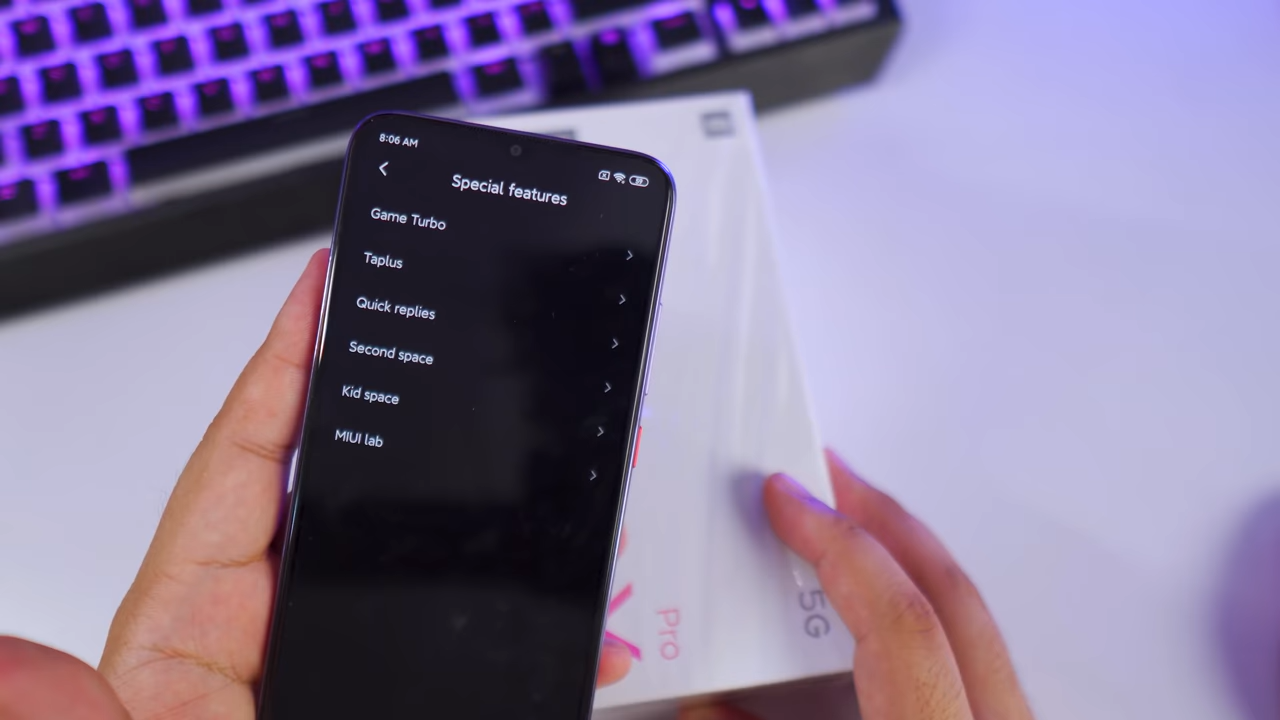 8:06 AM
Special features
Game Turbo
Taplus
Quick replies
Second space
Kid space
MIUI lab
Pro
5G